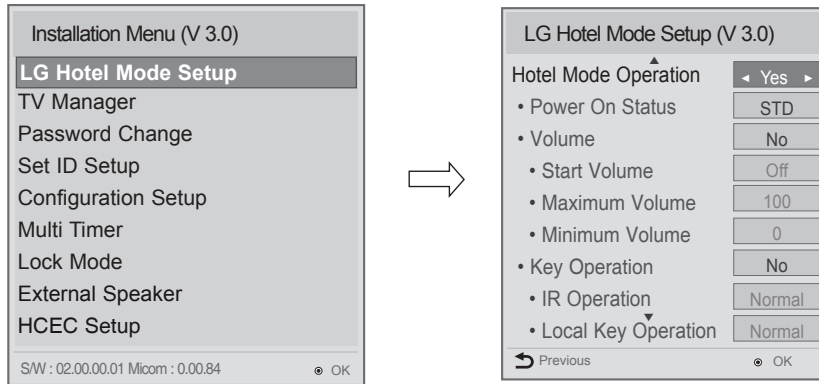 Installation Menu (V 3.0)
LG Hotel Mode Setup
TV Manager
Password Change
Set ID Setup
Configuration Setup
Multi Timer
Lock Mode
External Speaker
HCEC Setup
S/W : 02.00.00.01 Micom : 0.00.84 OK
LG Hotel Mode Setup (V 3.0)
Hotel Mode Operation Yes
• Power On Status STD
• Volume No
• Start Volume Off
• Maximum Volume 100
• Minimum Volume 0
• Key Operation No
• IR Operation Normal
• Local Key Operation Normal
Previous OK